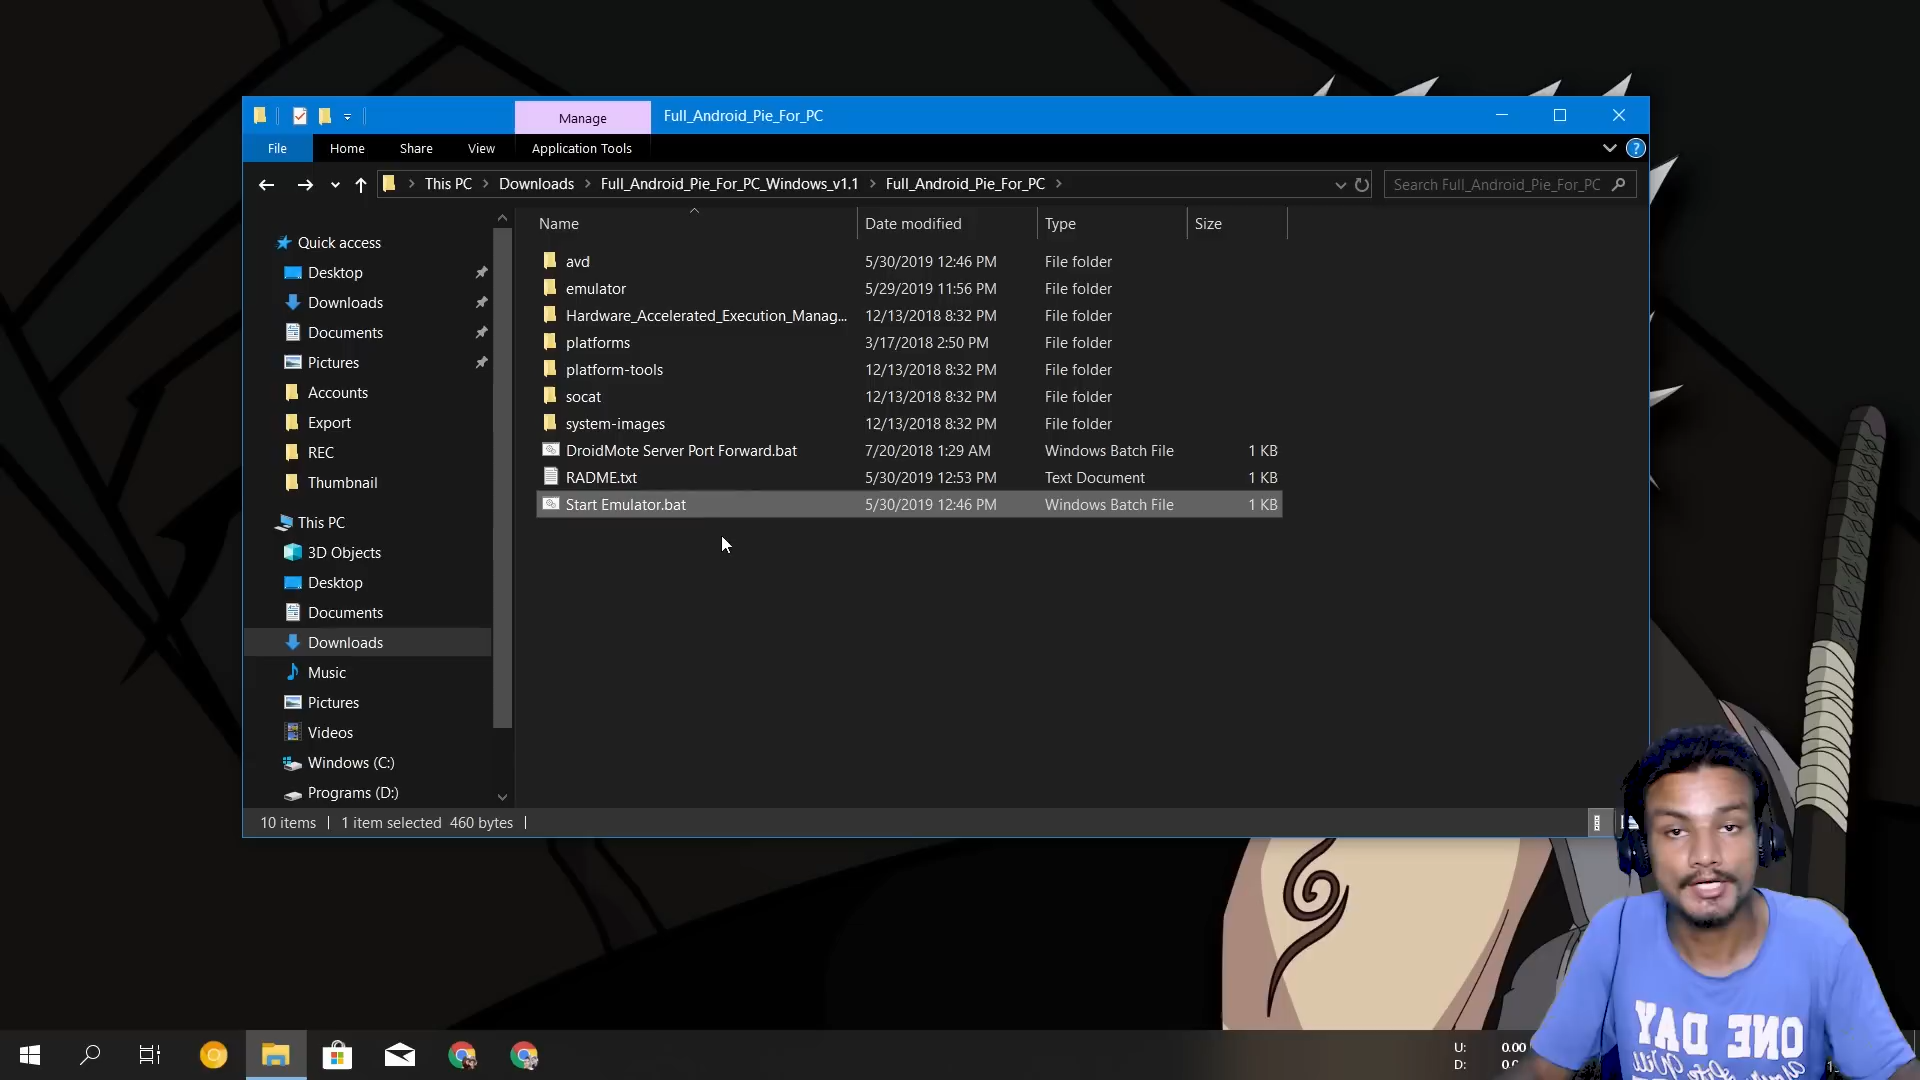 Manage
Full_Android_Pie_For_PC
File
Home
Share
View
Application Tools
This PC
Downloads
Full_Android_Pie_For_PC_Windows_v1.1
Full_Android_Pie_For_PC
Search Full_Android_Pie_For_PC
Name
Date modified
Type
Size
Quick access
Desktop
Downloads
Documents
Pictures
Accounts
Export
REC
Thumbnail
This PC
3D Objects
Desktop
Documents
Downloads
Music
Pictures
Videos
Windows (C:)
Programs (D:)
avd 5/30/2019 12:46 PM File folder
emulator 5/29/2019 11:56 PM File folder
Hardware_Accelerated_Execution_Manag... 12/13/2018 8:32 PM File folder
platforms 3/17/2018 2:50 PM File folder
platform-tools 12/13/2018 8:32 PM File folder
socat 12/13/2018 8:32 PM File folder
system-images 12/13/2018 8:32 PM File folder
DroidMote Server Port Forward.bat 7/20/2018 1:29 AM Windows Batch File 1 KB
RADME.txt 5/30/2019 12:53 PM Text Document 1 KB
Start Emulator.bat 5/30/2019 12:46 PM Windows Batch File 1 KB
10 items 1 item selected 460 bytes
U: 0.00
D:
ONE DAY